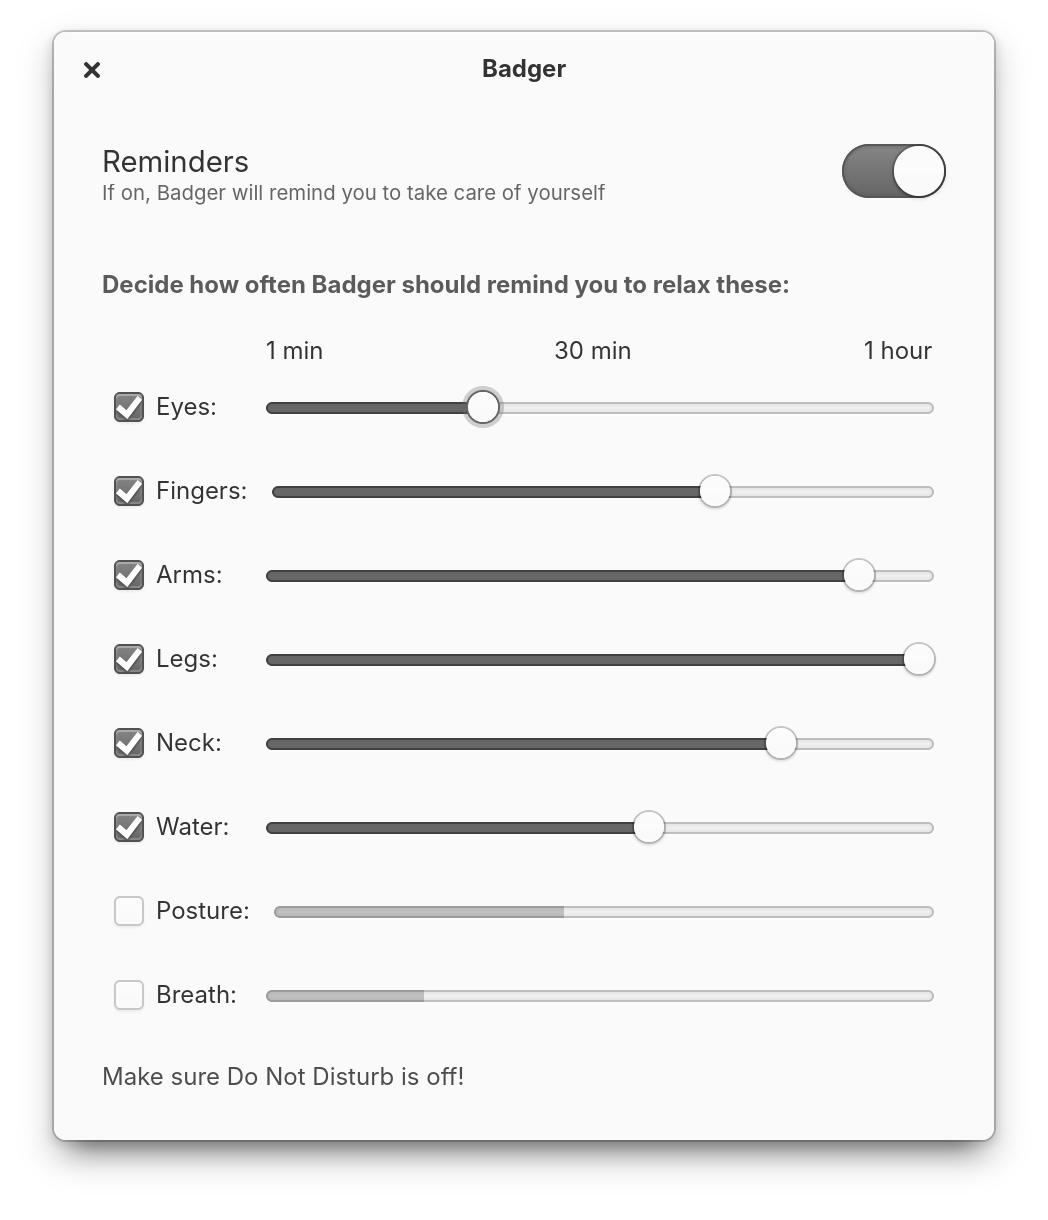 Badger
Reminders
If on, Badger will remind you to take care of yourself
Decide how often Badger should remind you to relax these:
1 min 30 min 1 hour
Eyes:
Fingers:
Arms:
Legs:
Neck:
Water:
Posture:
Breath:
Make sure Do Not Disturb is off!